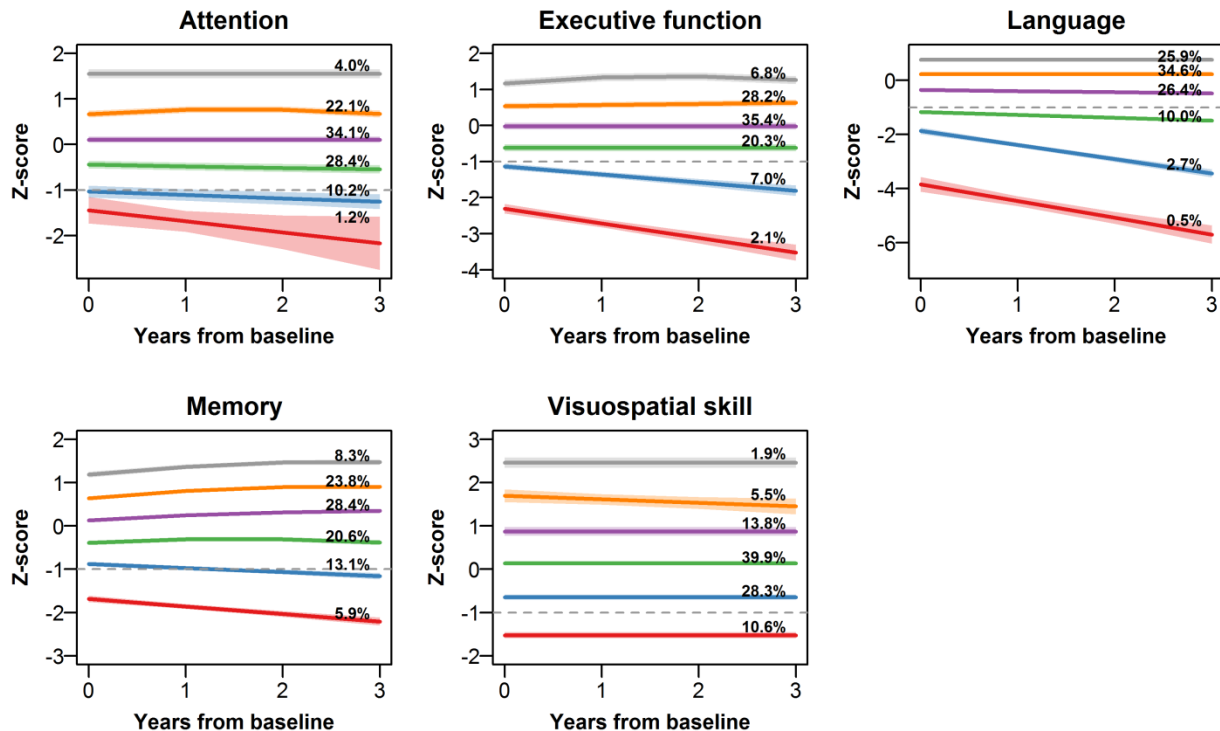 Attention
Z-score
2
1
0
-1
-2
4.0%
22.1%
34.1%
28.4%
10.2%
1.2%
0 1 2 3
Years from baseline
Executive function
Z-score
2
1
0
-1
-2
-3
-4
6.8%
28.2%
35.4%
20.3%
7.0%
2.1%
0 1 2 3
Years from baseline
Language
Z-score
0
-2
-4
-6
25.9%
34.6%
26.4%
10.0%
2.7%
0.5%
0 1 2 3
Years from baseline
Memory
Z-score
2
1
0
-1
-2
-3
8.3%
23.8%
28.4%
20.6%
13.1%
5.9%
0 1 2 3
Years from baseline
Visuospatial skill
Z-score
3
2
1
0
-1
-2
1.9%
5.5%
13.8%
39.9%
28.3%
10.6%
0 1 2 3
Years from baseline